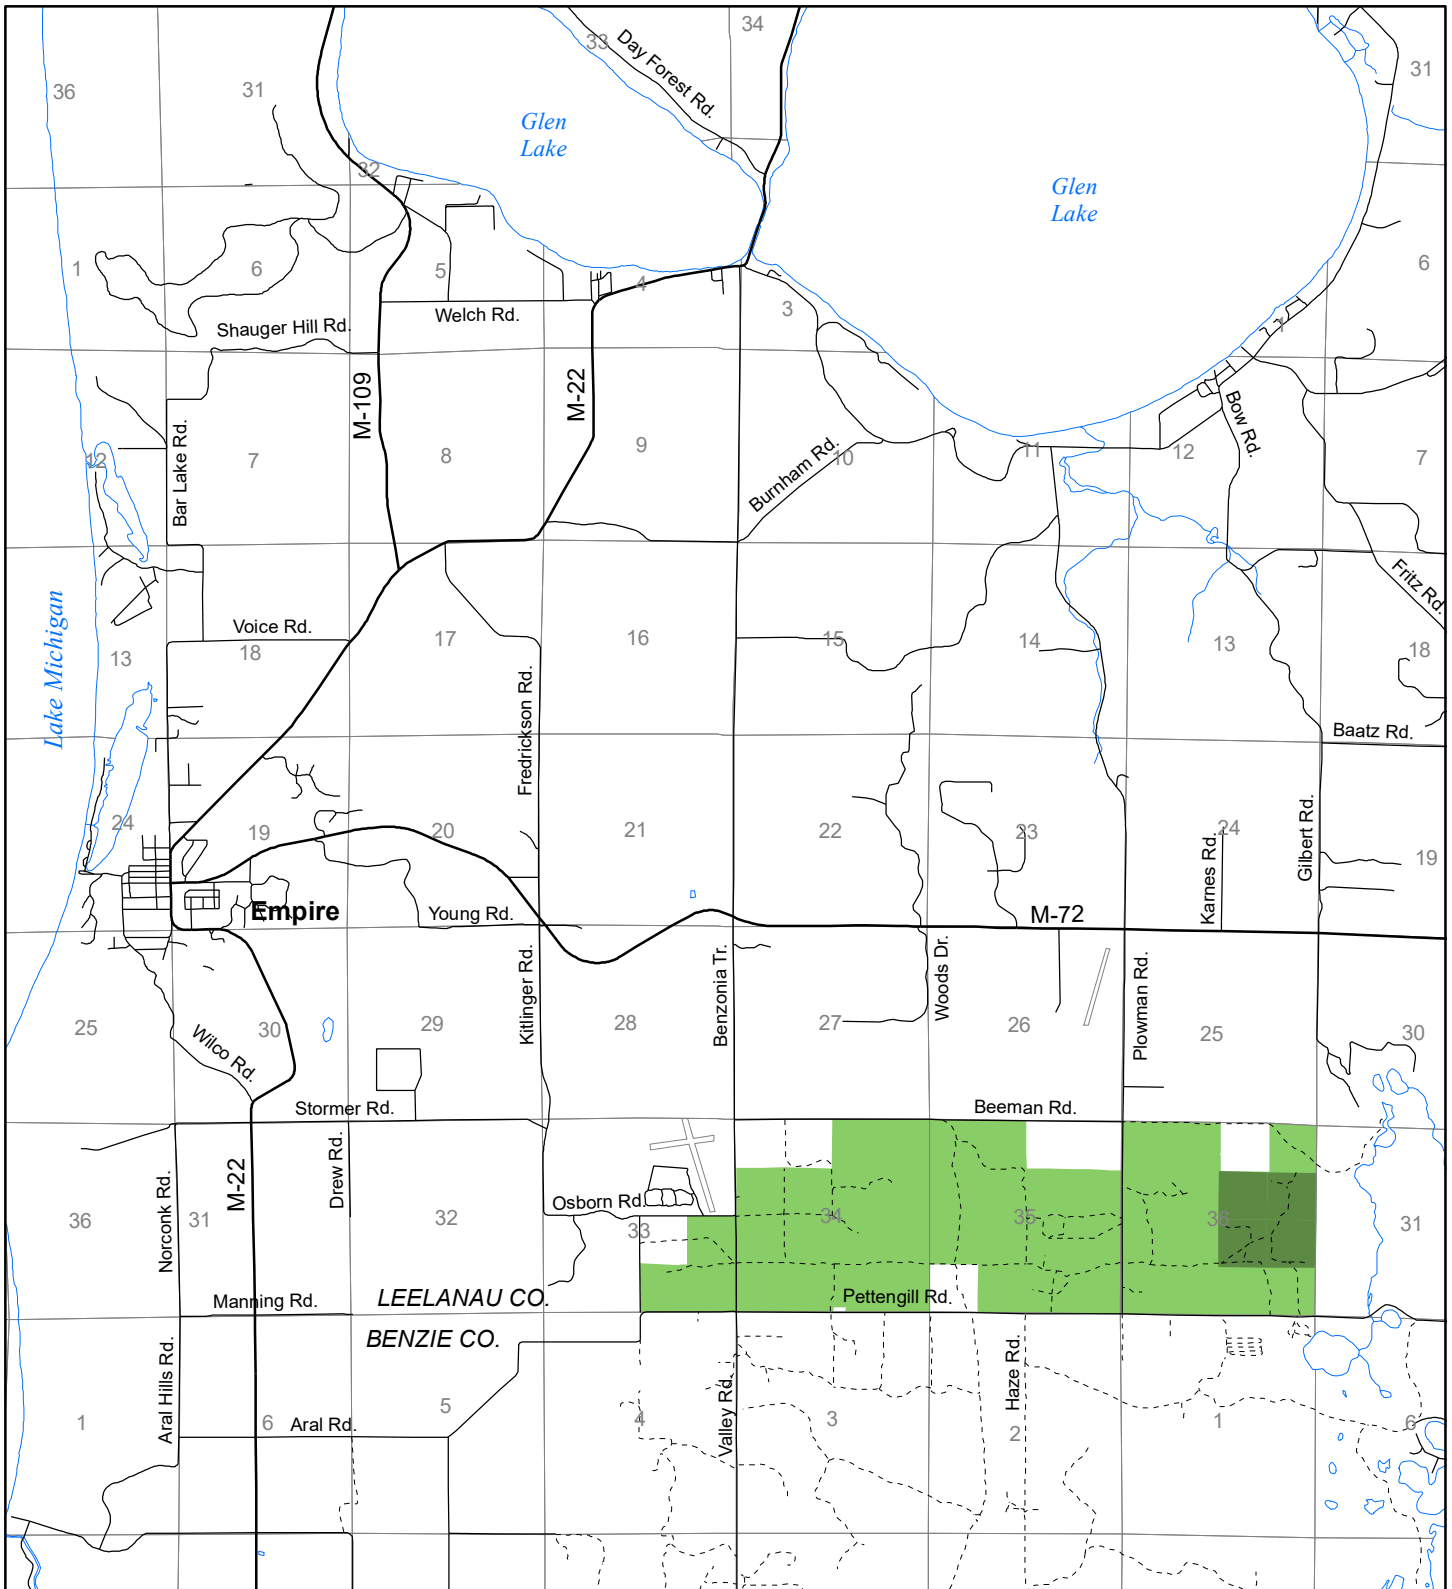 34
33
Day Forest Rd.
31
36
31
Glen
Lake
32
Glen
Lake
1
6
5
4
3
1
6
Shauger Hill Rd.
Welch Rd.
M-109
M-22
Bow Rd.
Bar Lake Rd.
12
7
8
9
Burnham Rd.
10
11
12
7
Fritz Rd.
Lake Michigan
Voice Rd.
13
18
17
16
15
14
13
18
Fredrickson Rd.
Baatz Rd.
24
19
20
21
22
23
24
19
Karnes Rd.
Gilbert Rd.
Empire
Young Rd.
M-72
Kitlinger Rd.
Benzonia Tr.
Woods Dr.
Plowman Rd.
25
Wilco Rd.
30
29
28
27
26
25
30
Stormer Rd.
Beeman Rd.
Norconk Rd.
M-22
Drew Rd.
36
31
32
Osborn Rd.
33
34
35
36
31
Manning Rd.
LEELANAU CO.
Pettengill Rd.
BENZIE CO.
Aral Hills Rd.
Valley Rd.
Haze Rd.
1
6
Aral Rd.
5
4
3
2
1
6